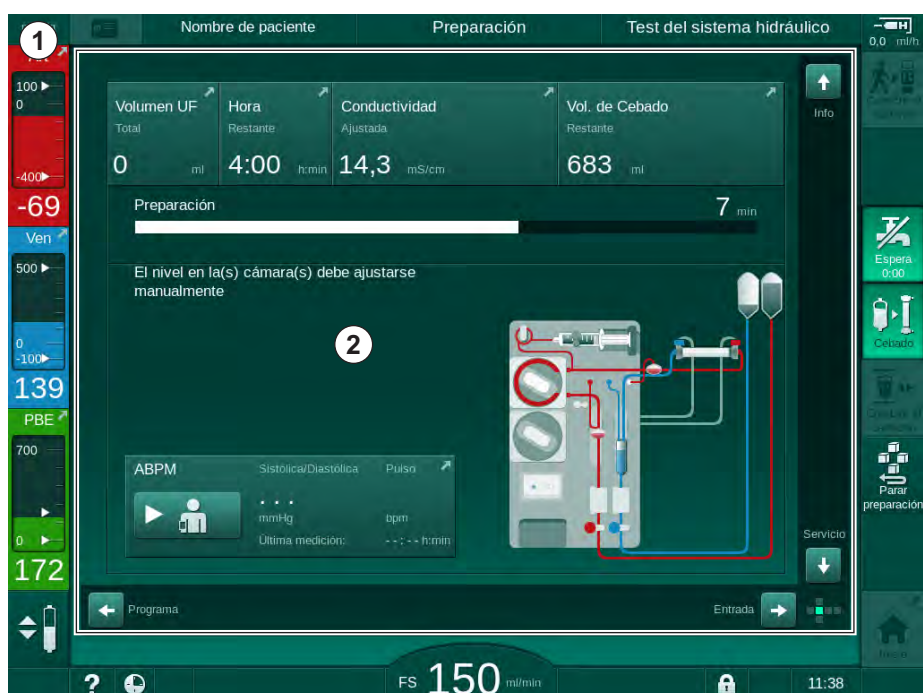 Nombre de paciente
Preparación
Test del sistema hidráulico
0,0 ml/h
1
100
0
-400
-69
Ven
500
0
-100
139
PBE
700
0
172
Volumen UF
Total
0 ml
Hora
Restante
4:00 h:min
Conductividad
Ajustada
14,3 mS/cm
Vol. de Cebado
Restante
683 ml
Info
Preparación
7 min
El nivel en la(s) cámara(s) debe ajustarse
manualmente
2
ABPM
Sistólica/Diastólica
Pulso
. . .
mmHg
bpm
Última medición:
--:-- h:min
Servicio
Programa
Entrada
Espera
0:00
Cebado
Parar
preparación
?
FS 150 ml/min
11:38